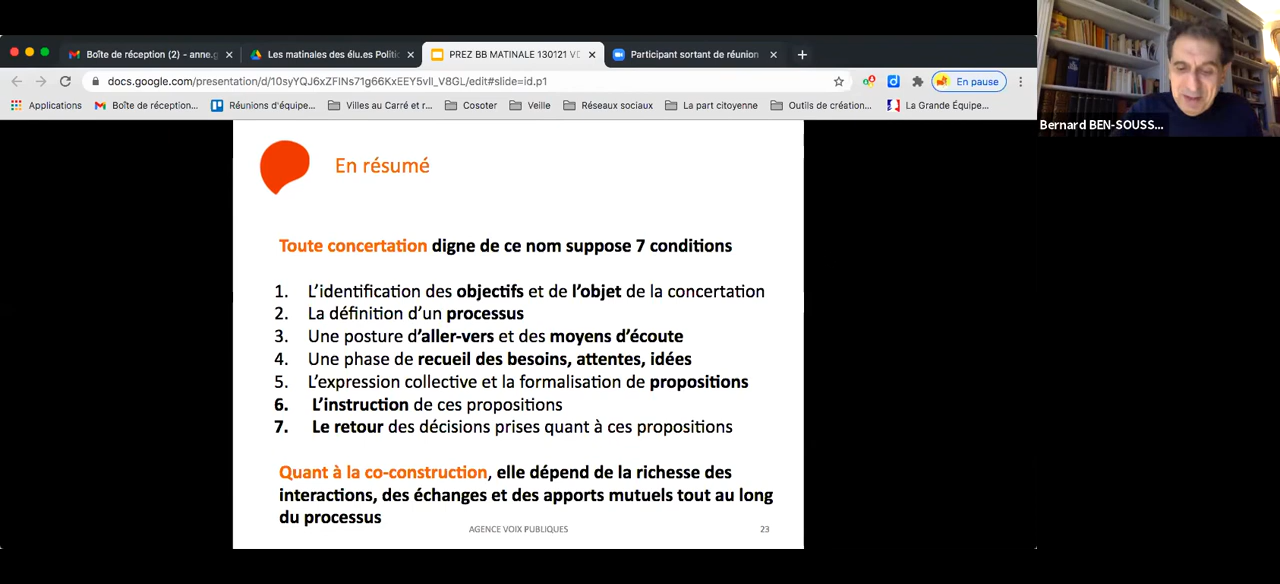 Boîte de réception (2) - anne.g
Les matinales des élu.es Politic
PREZ BB MATINALE 130121 VD
Participant sortant de réunion
docs.google.com/presentation/d/10syYQJ6xZFINs71g66KxEEY5vlI_V8GL/edit#slide=id.p1
En pause
Applications
Boîte de réception...
Réunions d'équipe...
Villes au Carré et r...
Cosoter
Veille
Réseaux sociaux
La part citoyenne
Outils de création...
La Grande Équipe...
Bernard BEN-SOUSS...
En résumé
Toute concertation digne de ce nom suppose 7 conditions
1. L'identification des objectifs et de l'objet de la concertation
2. La définition d'un processus
3. Une posture d'aller-vers et des moyens d'écoute
4. Une phase de recueil des besoins, attentes, idées
5. L'expression collective et la formalisation de propositions
6. L'instruction de ces propositions
7. Le retour des décisions prises quant à ces propositions
Quant à la co-construction, elle dépend de la richesse des
interactions, des échanges et des apports mutuels tout au long
du processus
AGENCE VOIX PUBLIQUES
23